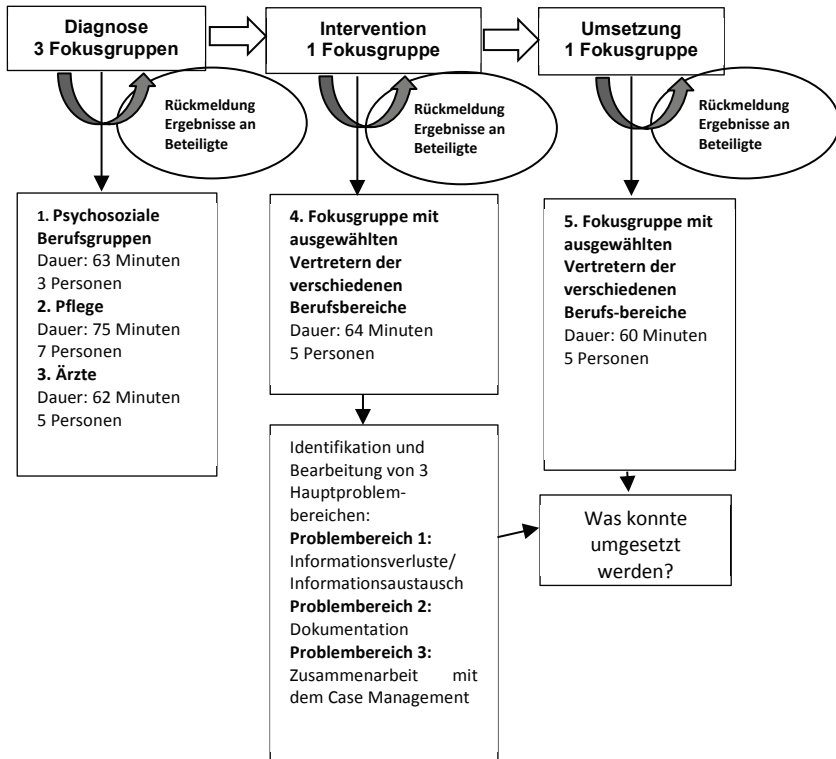 Diagnose
3 Fokusgruppen
Intervention
1 Fokusgruppe
Umsetzung
1 Fokusgruppe
Rückmeldung
Ergebnisse an
Beteiligte
Rückmeldung
Ergebnisse an
Beteiligte
Rückmeldung
Ergebnisse an
Beteiligte
1. Psychosoziale
Berufsgruppen
Dauer: 63 Minuten
3 Personen
2. Pflege
Dauer: 75 Minuten
7 Personen
3. Ärzte
Dauer: 62 Minuten
5 Personen
4. Fokusgruppe mit
ausgewählten
Vertretern der
verschiedenen
Berufsbereiche
Dauer: 64 Minuten
5 Personen
5. Fokusgruppe mit
ausgewählten
Vertretern der
verschiedenen
Berufs-bereiche
Dauer: 60 Minuten
5 Personen
Identifikation und
Bearbeitung von 3
Hauptproblem-
bereichen:
Problembereich 1:
Informationsverluste/
Informationsaustausch
Problembereich 2:
Dokumentation
Problembereich 3:
Zusammenarbeit mit
dem Case Management
Was konnte
umgesetzt
werden?